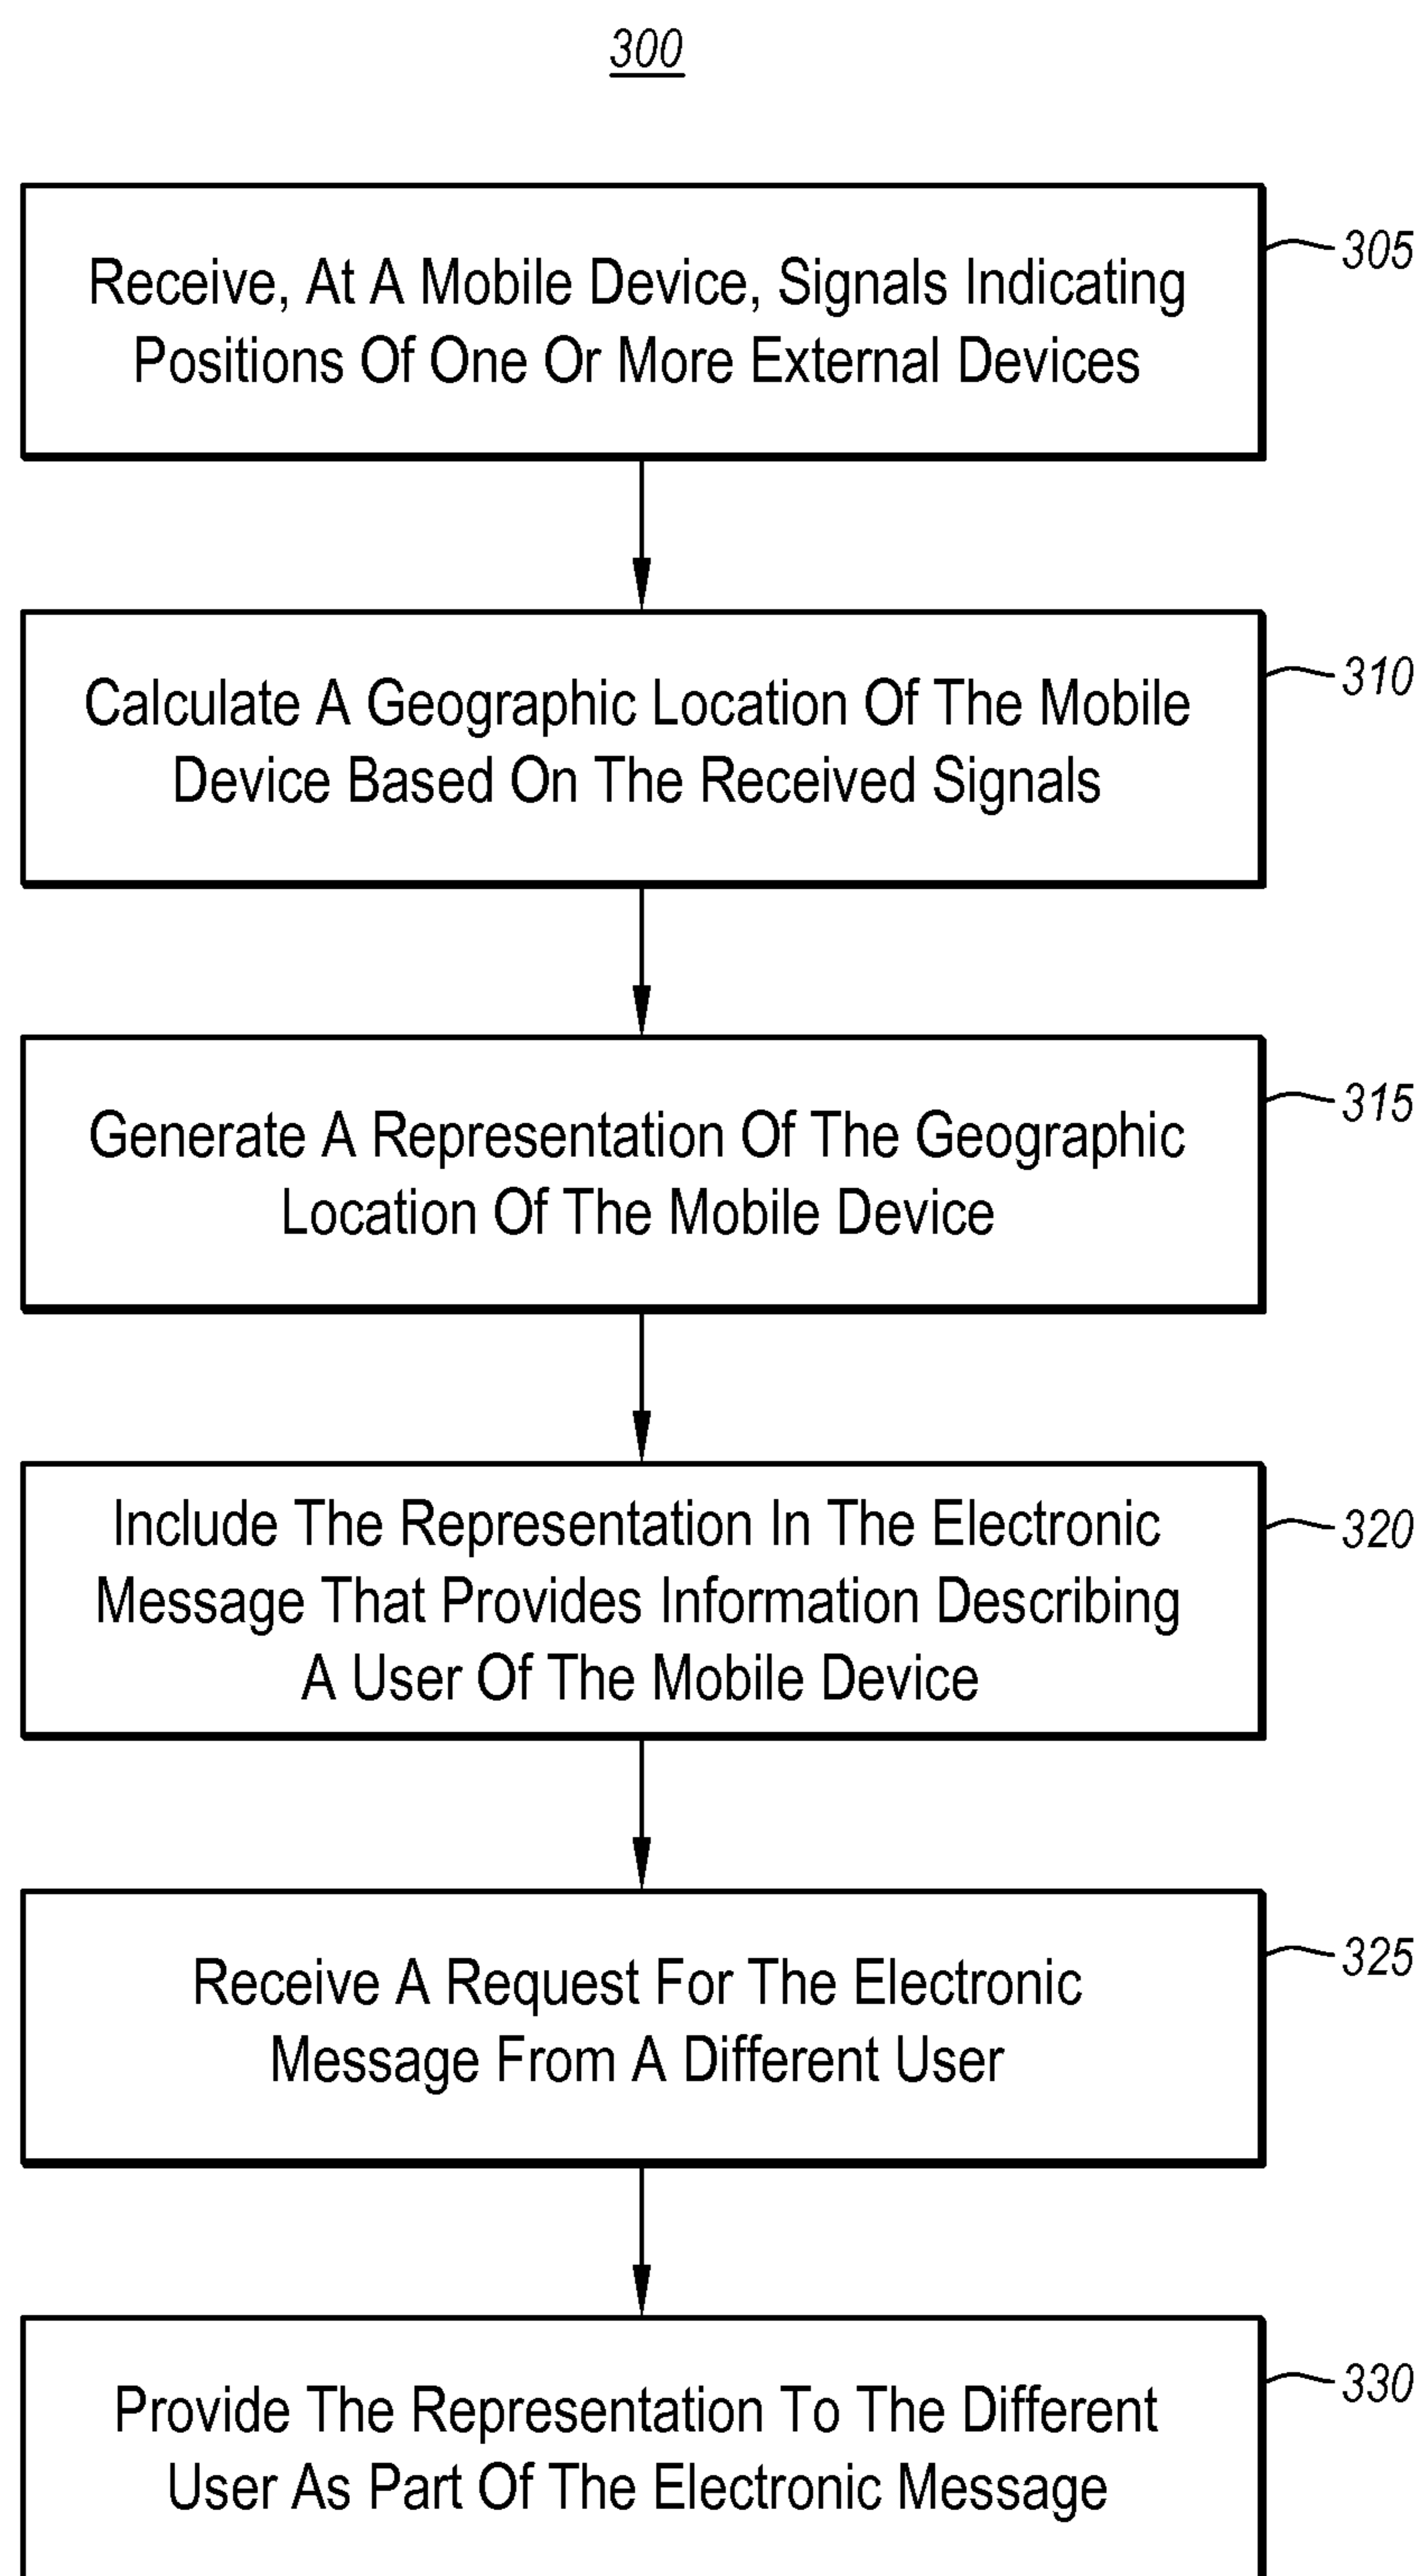 300
Receive, At A Mobile Device, Signals Indicating
Positions Of One Or More External Devices
305
Calculate A Geographic Location Of The Mobile
Device Based On The Received Signals
310
Generate A Representation Of The Geographic
Location Of The Mobile Device
315
Include The Representation In The Electronic
Message That Provides Information Describing
A User Of The Mobile Device
320
Receive A Request For The Electronic
Message From A Different User
325
Provide The Representation To The Different
User As Part Of The Electronic Message
330